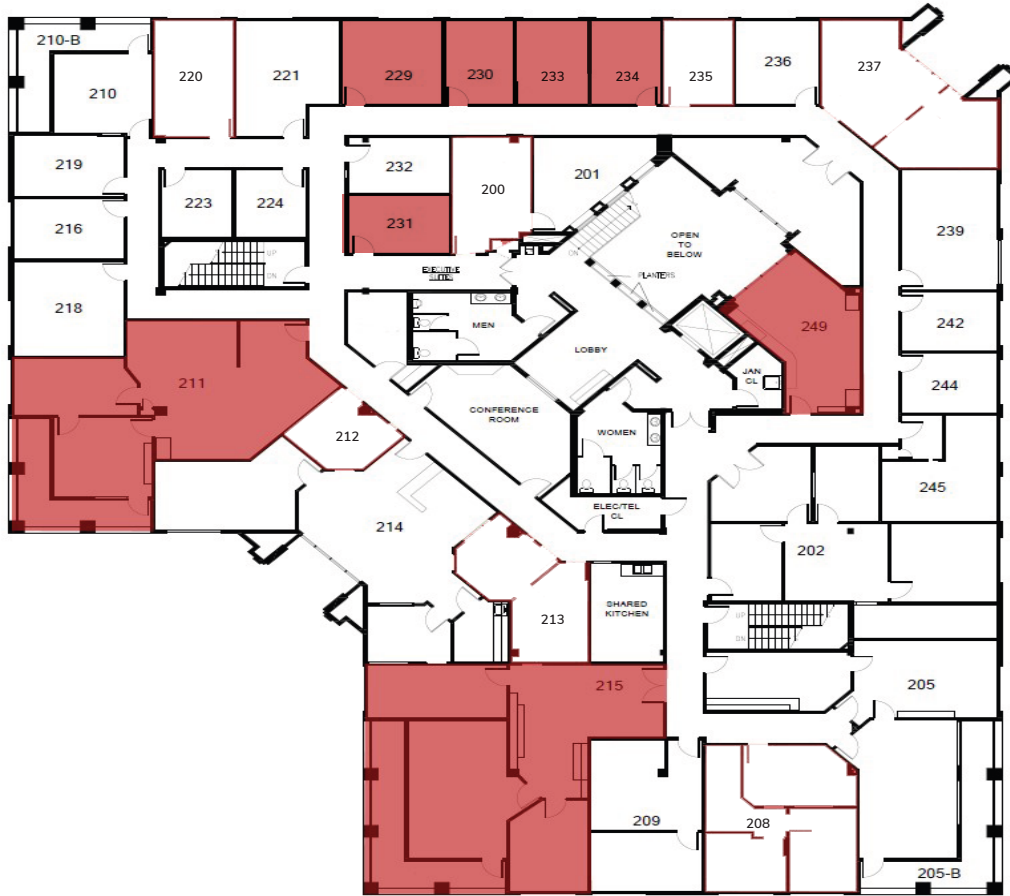 210-B
210
220
221
229
230
233
234
235
236
237
219
232
200
201
216
223
224
231
239
UP
DN
EXECUTIVE
SUITES
DN
OPEN
TO
BELOW
PLANTERS
218
MEN
249
242
LOBBY
JAN
CL
244
211
212
CONFERENCE
ROOM
WOMEN
245
ELEC/TEL
CL
214
202
213
SHARED
KITCHEN
UP
DN
215
205
209
208
205-B